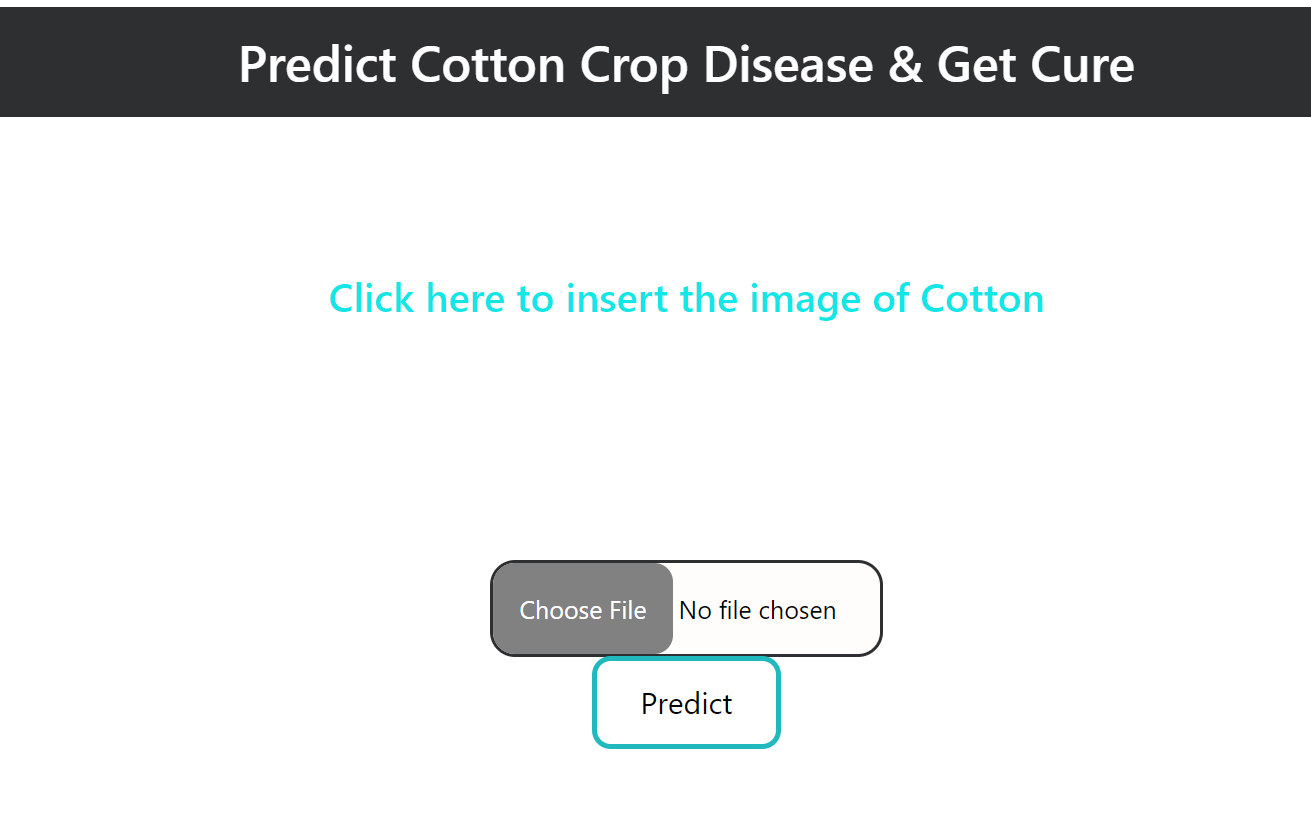 Predict Cotton Crop Disease & Get Cure
Click here to insert the image of Cotton
Choose File No file chosen
Predict